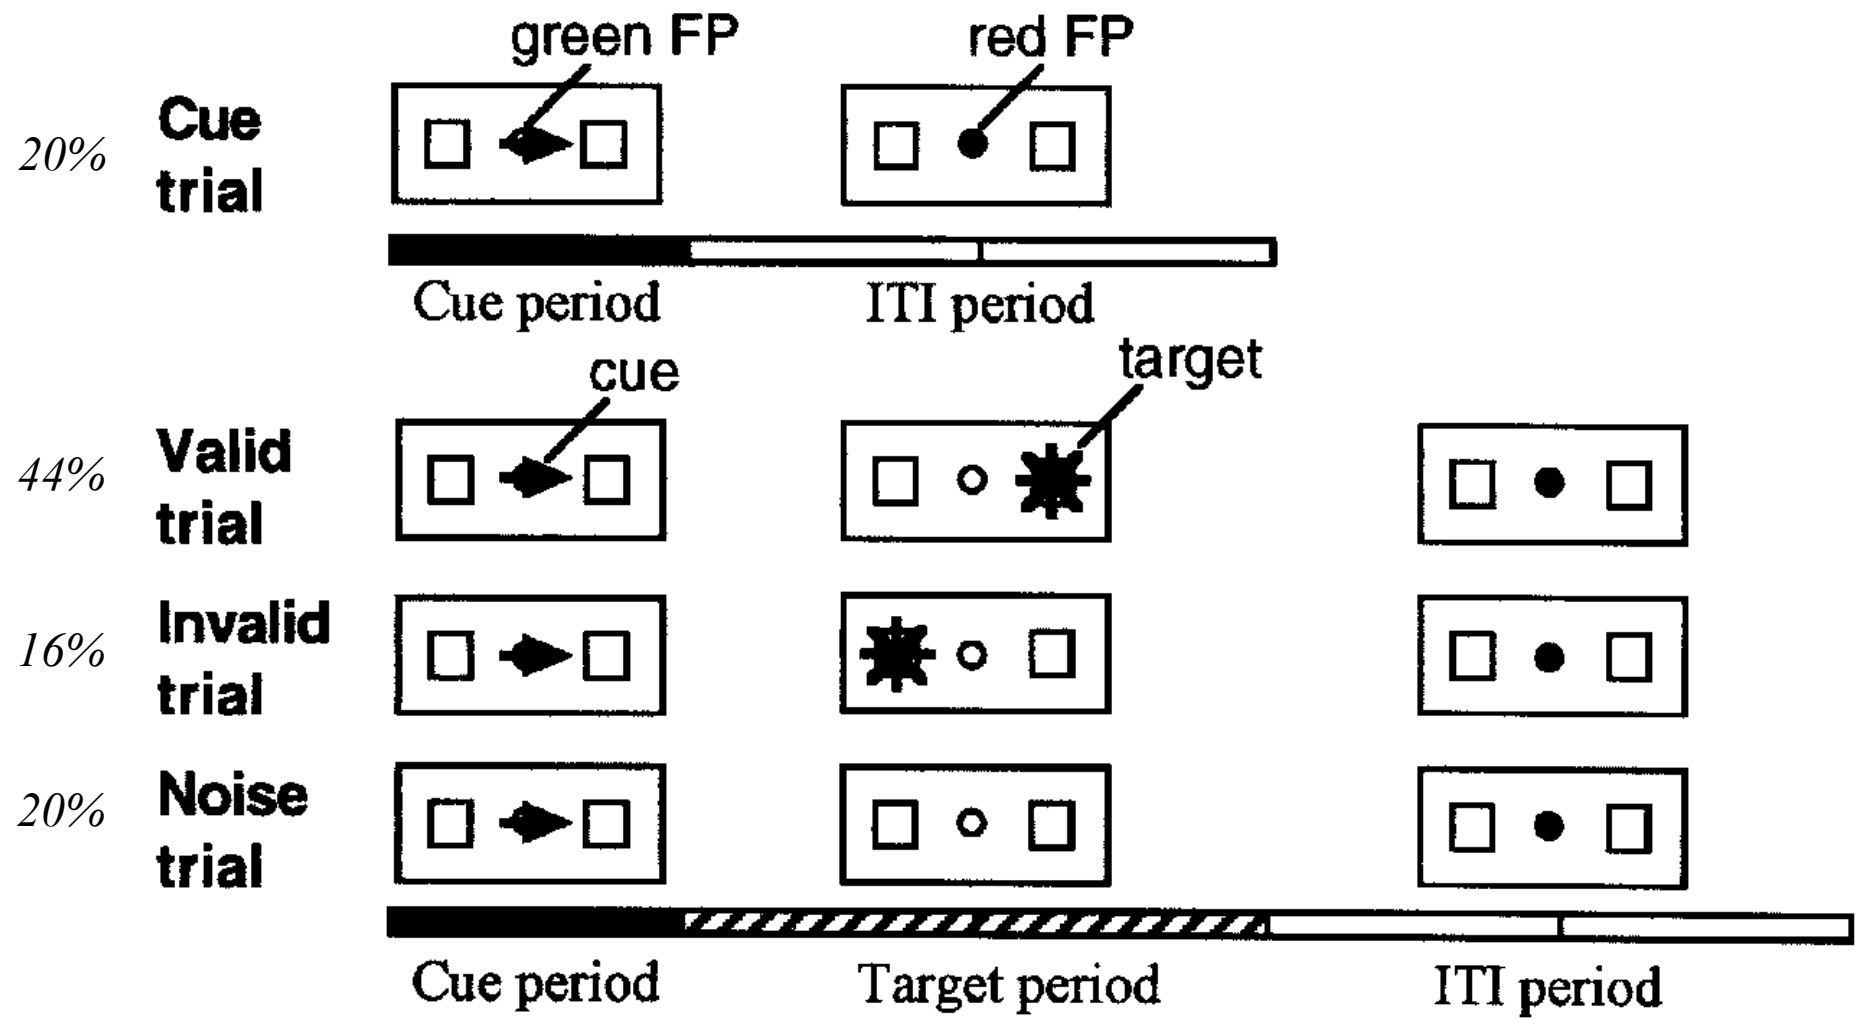 green FP
red FP
20%
Cue
trial
Cue period
ITI period
cue
target
44%
Valid
trial
16%
Invalid
trial
20%
Noise
trial
Cue period
Target period
ITI period